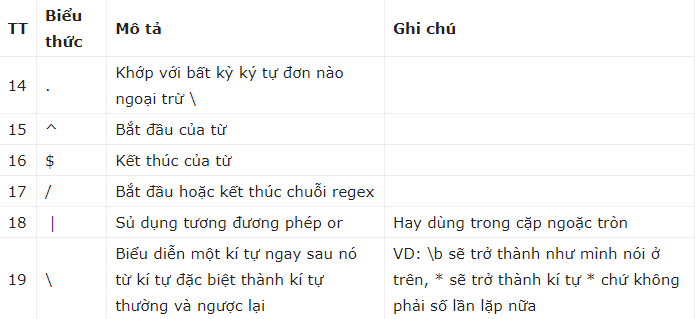 TT Biểu thức Mô tả Ghi chú
14 . Khớp với bất kỳ ký tự đơn nào
ngoại trừ \
15 ^ Bắt đầu của từ
16 $ Kết thúc của từ
17 / Bắt đầu hoặc kết thúc chuỗi regex
18 | Sủ dụng tương đương phép or Hay dùng trong cặp ngoặc tròn
19 \ Biểu diễn một kí tự ngay sau nó
từ kí tự đặc biệt thành kí tự
thường và ngược lại
VD: \b sẽ trở thành như mình nói ở
trên, * sẽ trở thành kí tự * chứ không
phải số lần lặp nữa